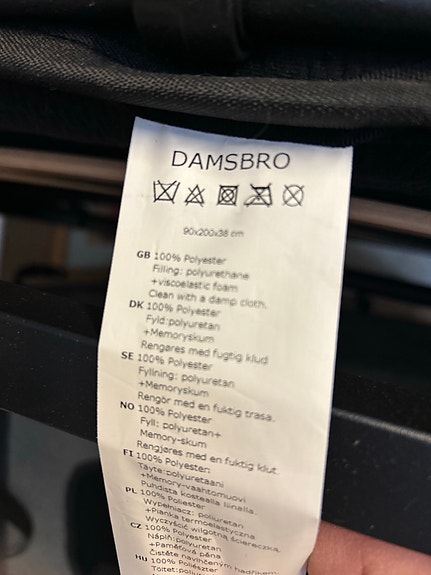 DAMSBRO
90x200x38 cm
GB 100% Polyester
Filling: polyurethane
+viscoelastic foam
Clean with a damp cloth.
DK 100% Polyester
Fyld:polyuretan
+Memoryskum
Rengøres med fugtig klud
SE 100% Polyester
Fyllning: polyuretan
+Memoryskum
Rengör med en fuktig trasa.
NO 100% Polyester
Fyll: polyuretan+
Memory-skum
Rengjøres med en fuktig klut.
FI 100% Polyesteri
Täyte:polyuretaani
+Memory-vaahtomuovi
Puhdista kostealla liinalla.
PL 100% Poliester
Wypełniacz: poliuretan
+Pianka termoelastyczna
Wyczyścić wilgotną ściereczką.
CZ 100% Polyester
Náplň:polyuretan
+Paměťová pěna
Čistěte navlhčeným hadříkem.
HU 100% Poliészter